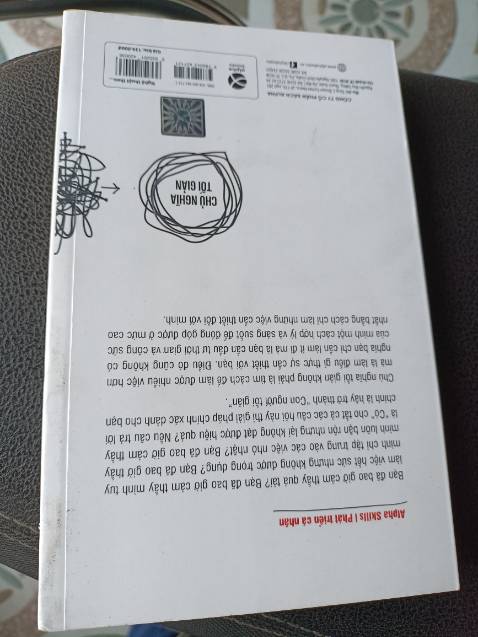 Alpha Skills | Phát triển cá nhân
Bạn đã bao giờ cảm thấy quá tải? Bạn đã bao giờ cảm thấy mình tuy
làm việc hết sức nhưng không được trọng dụng? Bạn đã bao giờ thấy
mình chỉ tập trung vào các việc nhỏ nhặt? Bạn đã bao giờ cảm thấy
mình luôn bận rộn nhưng lại không đạt được hiệu quả? Nếu câu trả lời
là "Có" cho tất cả các câu hỏi này thì giải pháp chính xác dành cho bạn
chính là hãy trở thành "Con người tối giản".
Chủ nghĩa tối giản không phải là tìm cách để làm được nhiều việc hơn
mà là làm điều gì thực sự cần thiết với bạn. Điều đó cũng không có
nghĩa bạn chỉ cần làm ít đi mà là bạn cần đầu tư thời gian và công sức
của mình một cách hợp lý và sáng suốt để đóng góp được ở mức cao
nhất bằng cách chỉ làm những việc cần thiết đối với mình.
CHỦ NGHĨA
TỐI GIẢN
CÔNG TY CỔ PHẦN SÁCH ALPHA
alpha
books
Nghệ thuật theo...
Giá bìa: 139.000đ